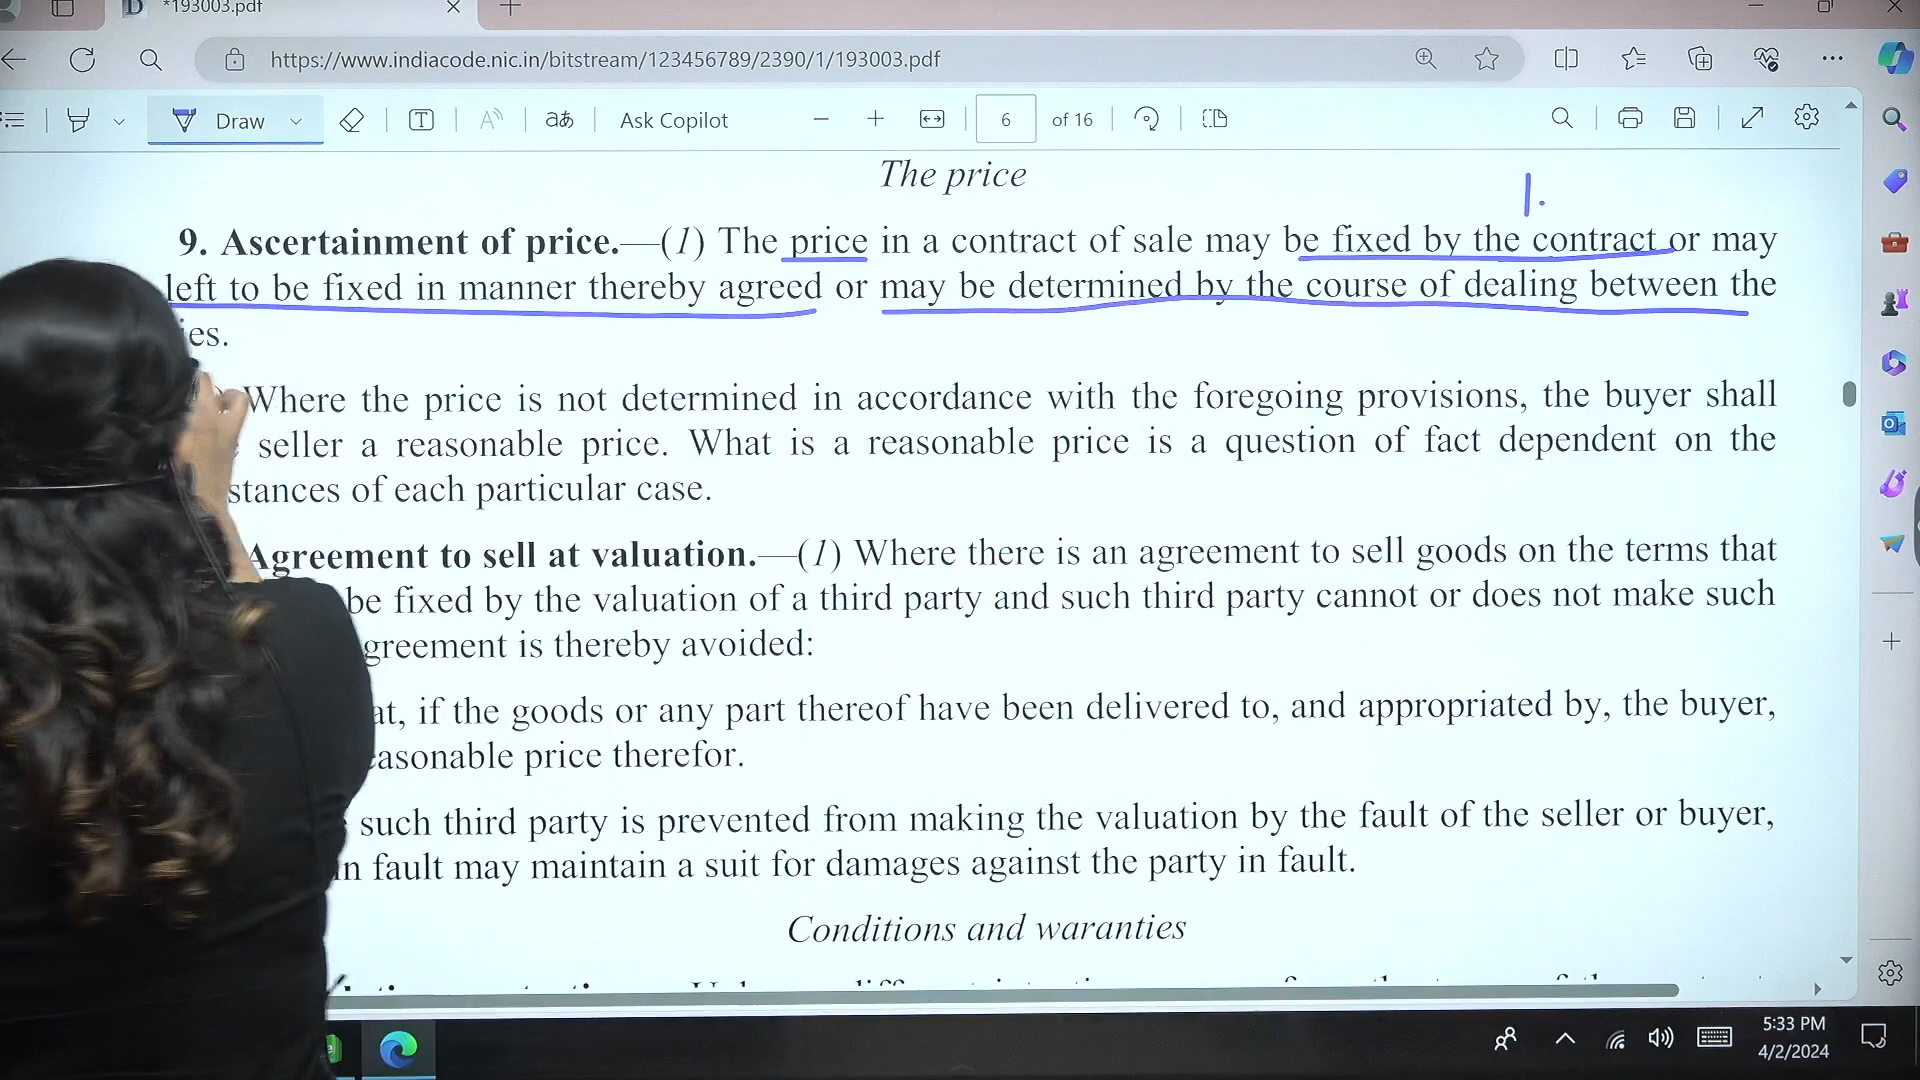 *193003.pdf
https://www.indiacode.nic.in/bitstream/123456789/2390/1/193003.pdf
Draw
aあ
Ask Copilot
6 of 16
The price
1.
9. Ascertainment of price.—(1) The price in a contract of sale may be fixed by the contract or may
left to be fixed in manner thereby agreed or may be determined by the course of dealing between the
es.
Where the price is not determined in accordance with the foregoing provisions, the buyer shall
seller a reasonable price. What is a reasonable price is a question of fact dependent on the
stances of each particular case.
Agreement to sell at valuation.—(1) Where there is an agreement to sell goods on the terms that
be fixed by the valuation of a third party and such third party cannot or does not make such
greement is thereby avoided:
at, if the goods or any part thereof have been delivered to, and appropriated by, the buyer,
easonable price therefor.
such third party is prevented from making the valuation by the fault of the seller or buyer,
in fault may maintain a suit for damages against the party in fault.
Conditions and waranties
5:33 PM
4/2/2024